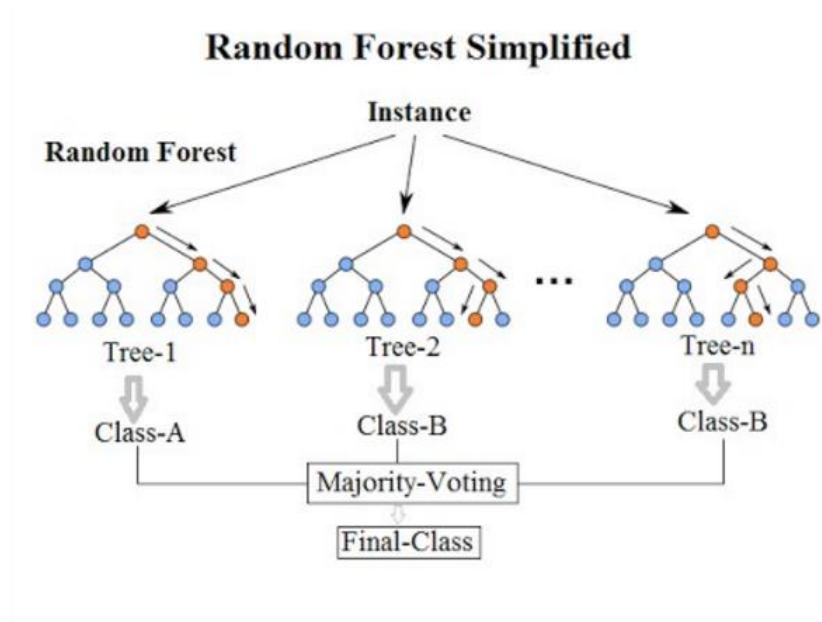 Random Forest Simplified
Instance
Random Forest
...
Tree-1
Tree-2
Tree-n
Class-A
Class-B
Class-B
Majority-Voting
Final-Class